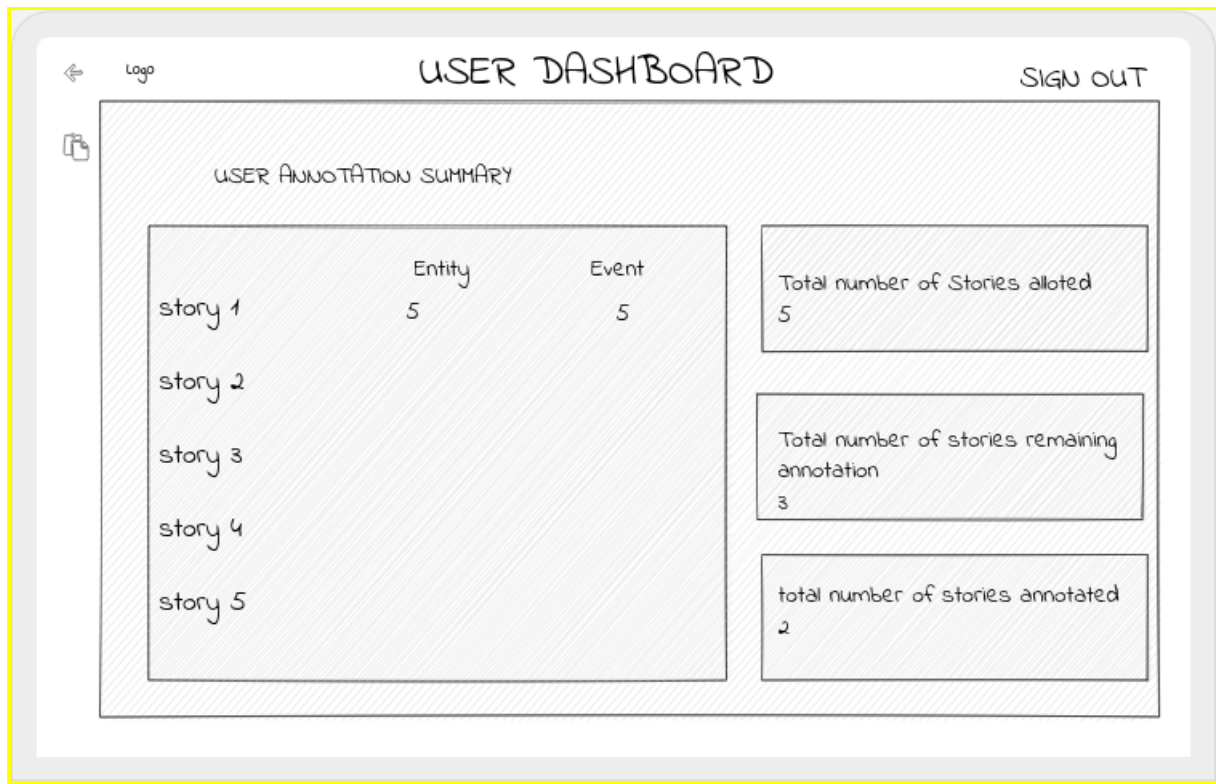 Logo
USER DASHBOARD
SIGN OUT
USER ANNOTATION SUMMARY
Entity Event
story 1 5 5
story 2
story 3
story 4
story 5
Total number of Stories alloted
5
Total number of stories remaining
annotation
3
total number of stories annotated
2